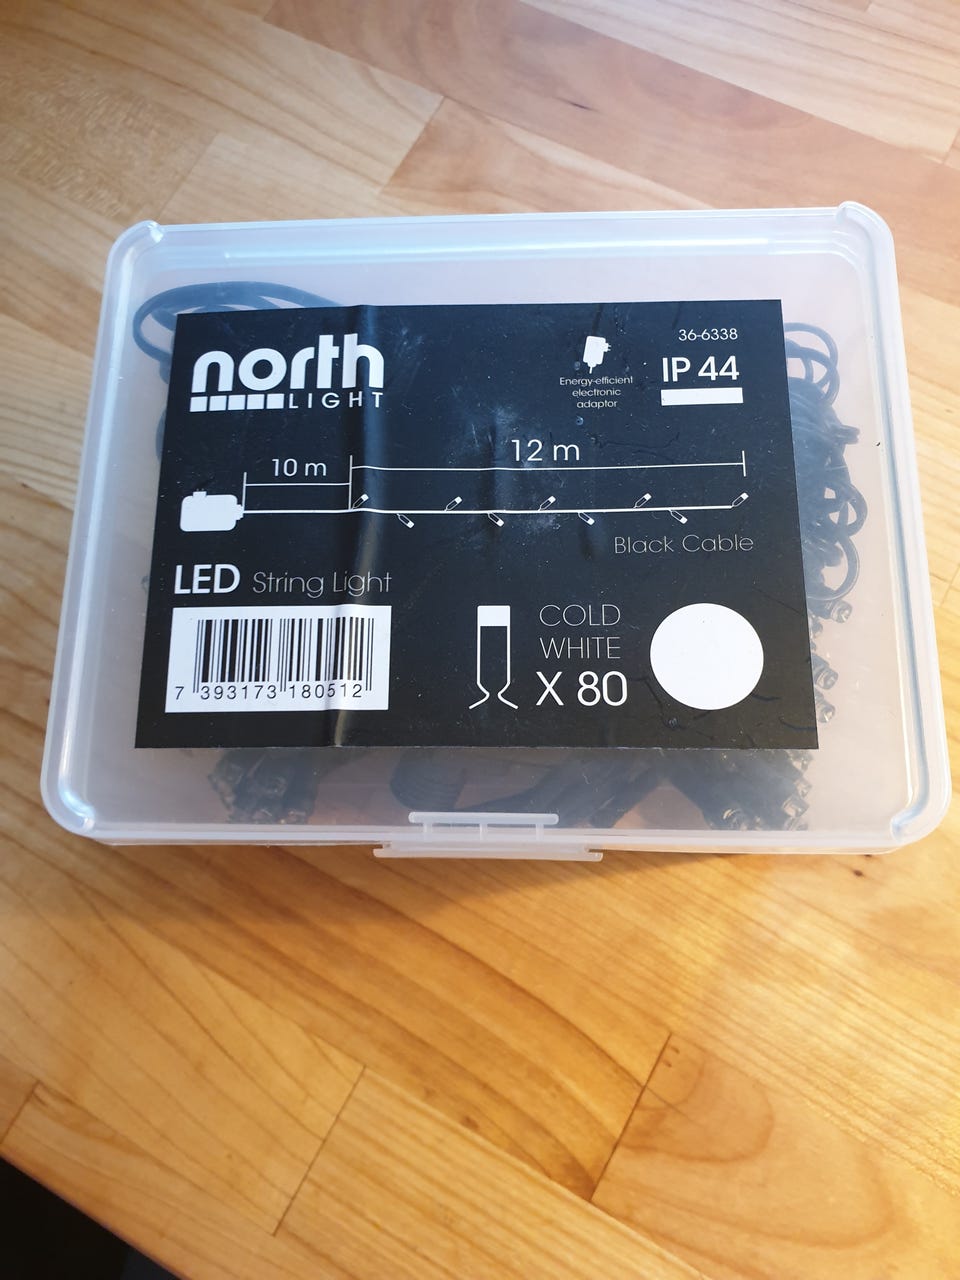 north
LIGHT
Energy-efficient
electronic
adaptor
36-6338
IP 44
10 m
12 m
Black Cable
LED String Light
7 393173 180512
COLD
WHITE
X 80